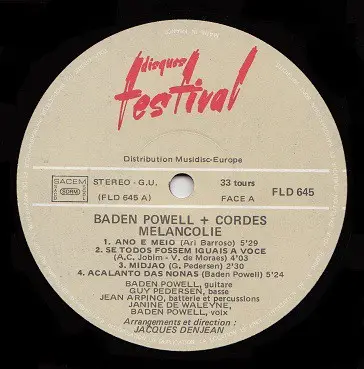 disques
festival
Distribution Musidisc-Europe
SACEM
SACD SDRM SGDL
STEREO - G.U.
(FLD 645 A)
33 tours
FACE A
FLD 645
BADEN POWELL + CORDES
MELANCOLIE
1. ANO E MEIO (Ari Barroso) 5'29
2. SE TODOS FOSSEM IGUAIS A VOCE
(A.C. Jobim - V. de Moraes) 4'03
3. MIDJAO (G. Pedersen) 2'30
4. ACALANTO DAS NONAS (Baden Powell) 5'24
BADEN POWELL, guitare
GUY PEDERSEN, basse
JEAN ARPINO, batterie et percussions
JANINE DE WALEYNE,
BADEN POWELL, voix
Arrangements et direction :
JACQUES DENJEAN